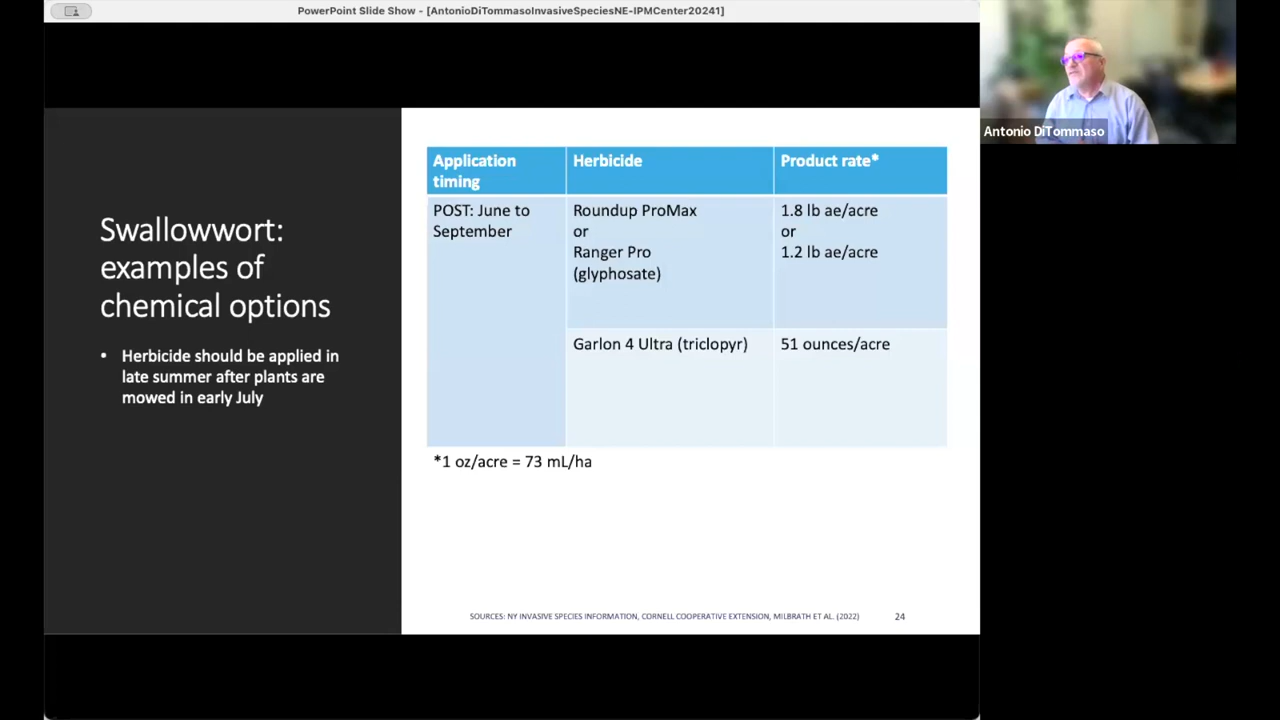 PowerPoint Slide Show - [AntonioDiTommasoInvasiveSpeciesNE-IPMCenter20241]
Antonio DiTommaso
Swallowwort:
examples of
chemical options
• Herbicide should be applied in
late summer after plants are
mowed in early July
Application
timing
Herbicide
Product rate*
POST: June to
September
Roundup ProMax
or
Ranger Pro
(glyphosate)
1.8 lb ae/acre
or
1.2 lb ae/acre
Garlon 4 Ultra (triclopyr)
51 ounces/acre
*1 oz/acre = 73 mL/ha
SOURCES: NY INVASIVE SPECIES INFORMATION, CORNELL COOPERATIVE EXTENSION, MILBRATH ET AL. (2022)
24